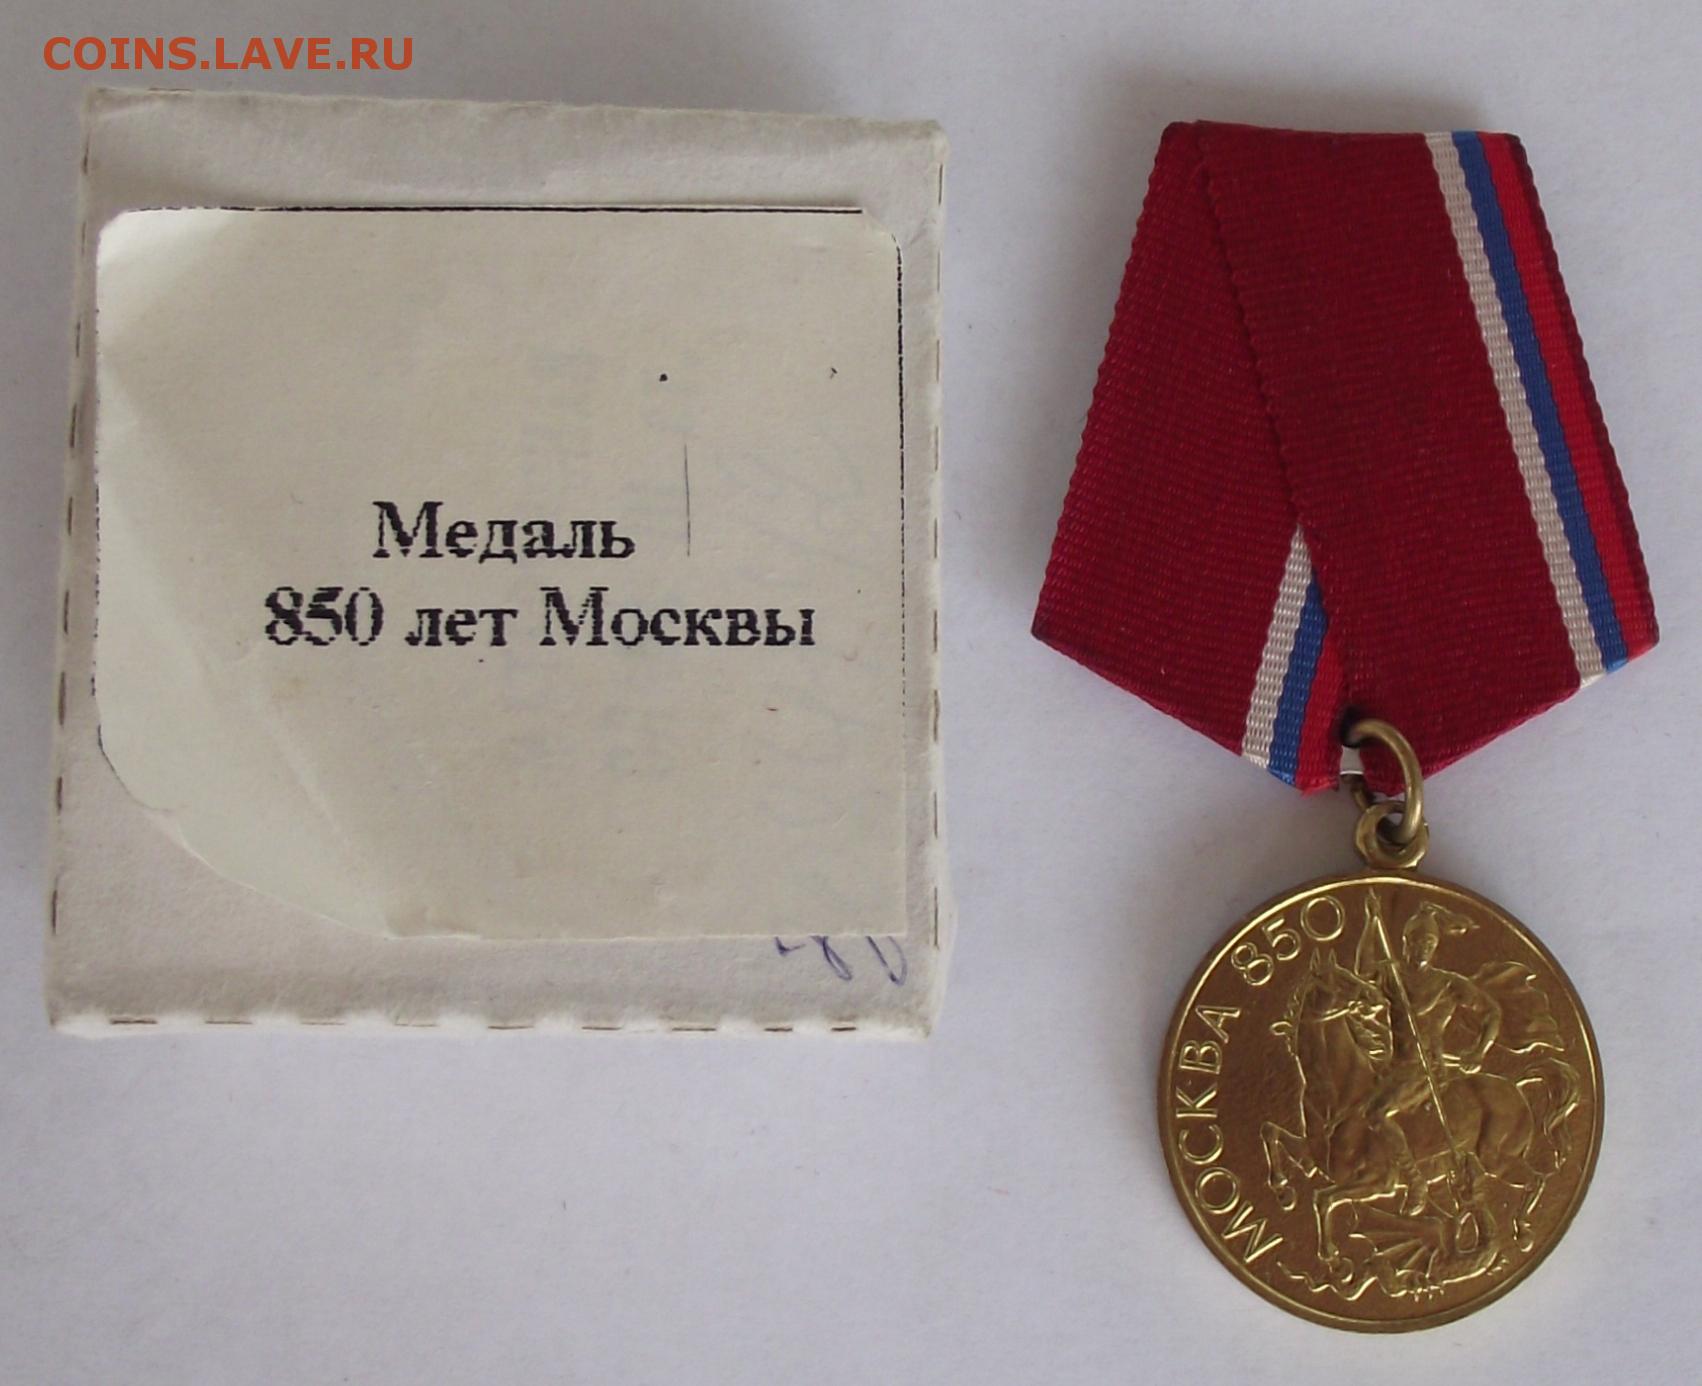 COINS.LAVE.RU
Медаль
850 лет Москвы
МОСКВА 850